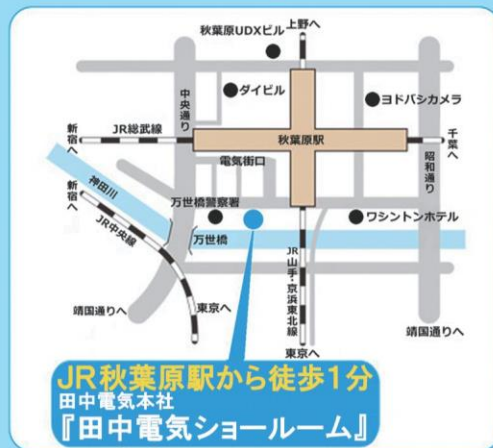 秋葉原UDXビル
上野へ
中央通り
ダイビル
ヨドバシカメラ
新宿へ
JR総武線
秋葉原駅
千葉へ
昭和通り
電気街口
新宿へ
神田川
JR中央線
万世橋警察署
万世橋
ワシントンホテル
JR山手・京浜東北線
靖国通りへ
東京へ
東京へ
靖国通りへ
JR秋葉原駅から徒歩1分
田中電気本社
『田中電気ショールーム』